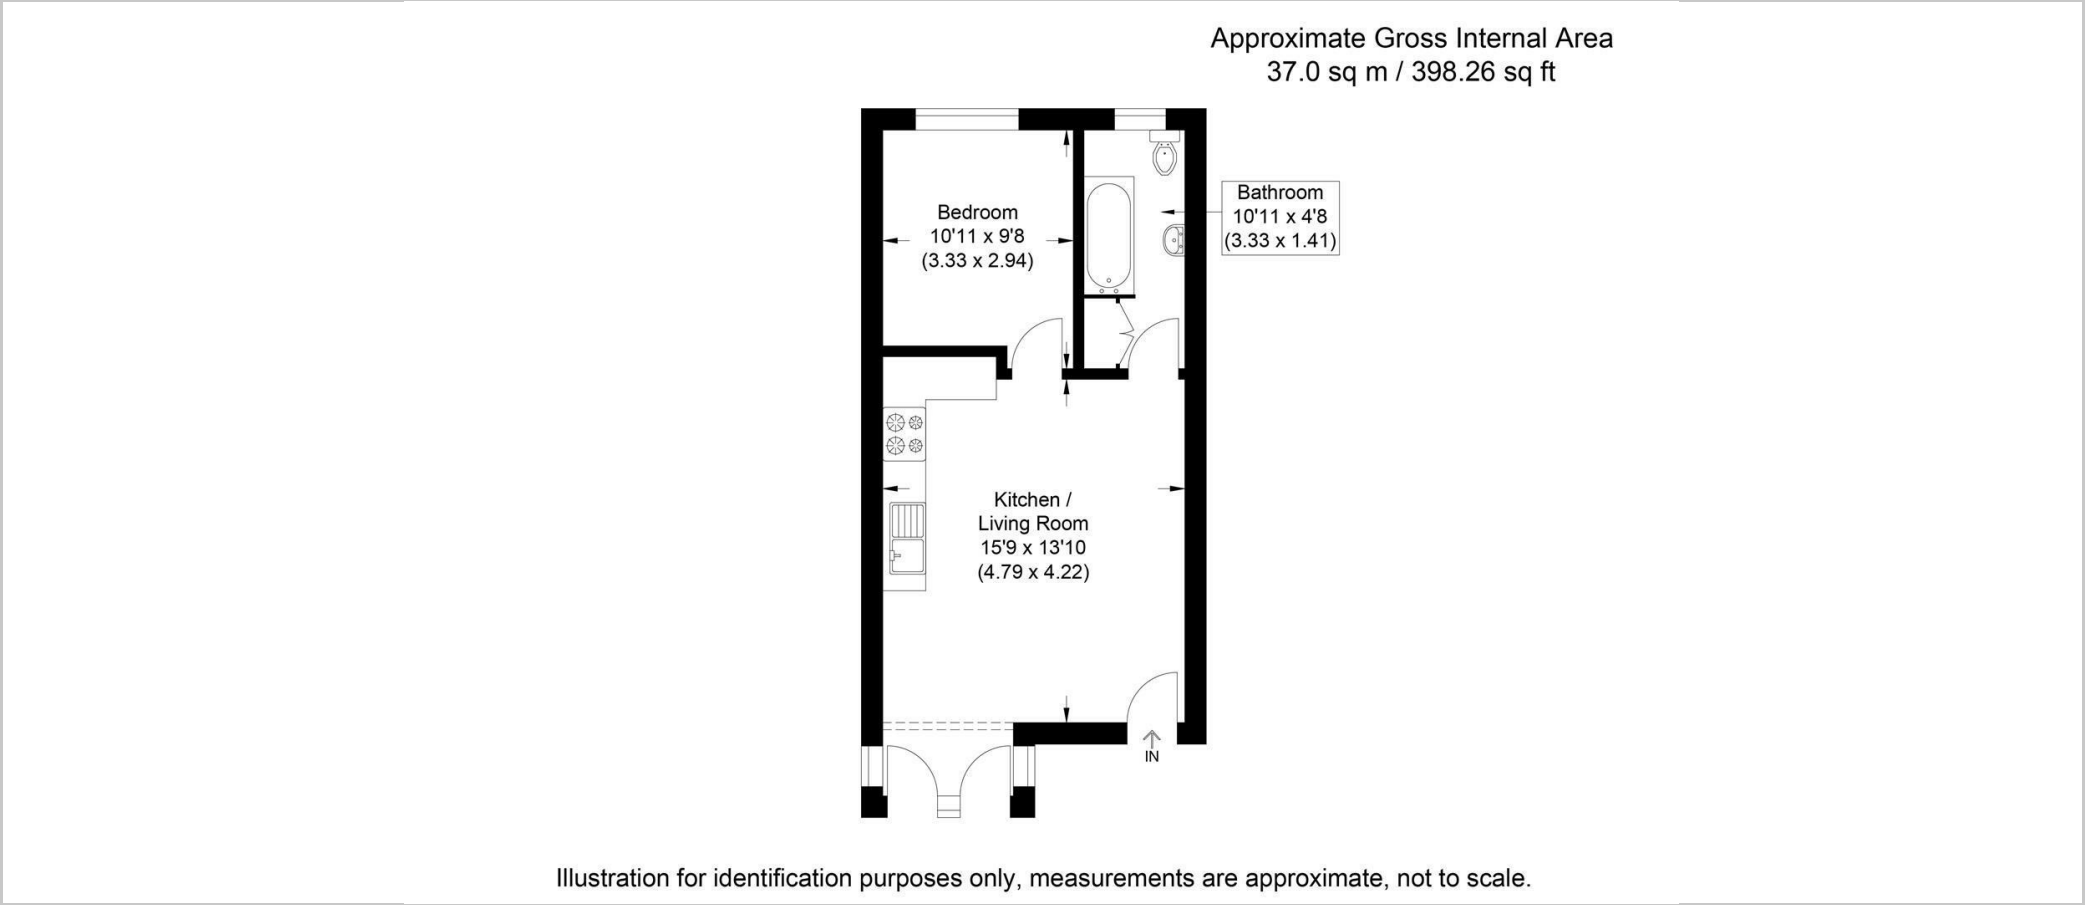 Approximate Gross Internal Area
37.0 sq m / 398.26 sq ft
Bedroom
10'11 x 9'8
(3.33 x 2.94)
Bathroom
10'11 x 4'8
(3.33 x 1.41)
Kitchen /
Living Room
15'9 x 13'10
(4.79 x 4.22)
IN
Illustration for identification purposes only, measurements are approximate, not to scale.